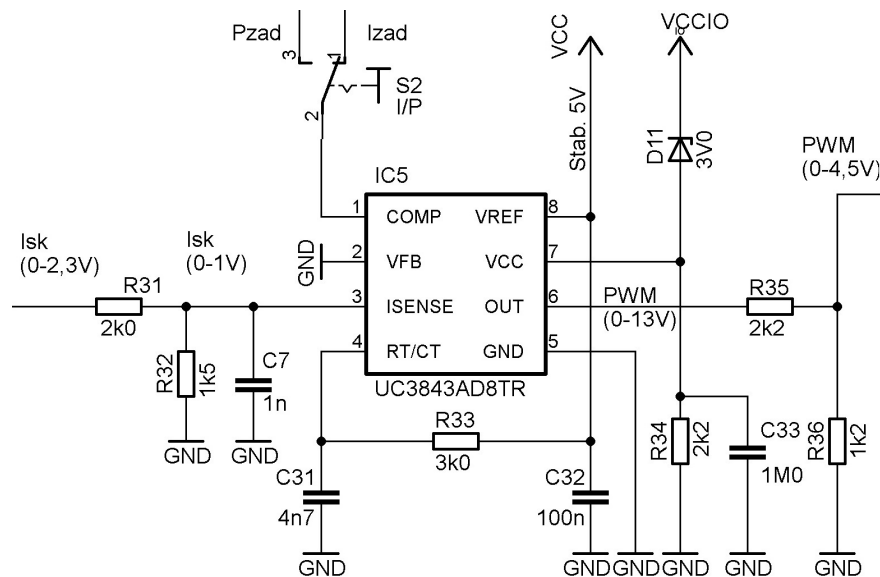 Pzad
Izad
3
1
2
S2
I/P
VCC
VCCIO
IO
Stab. 5V
D11
3V0
PWM
(0-4,5V)
IC5
1
COMP
VREF
8
Isk
(0-2,3V)
Isk
(0-1V)
GND
2
VFB
VCC
7
R31
2k0
3
ISENSE
OUT
6
PWM
(0-13V)
R35
2k2
4
RT/CT
GND
5
R32
1k5
C7
1n
UC3843AD8TR
GND
GND
R33
3k0
R34
2k2
C33
1M0
R36
1k2
C31
4n7
C32
100n
GND
GND
GND
GND
GND
GND